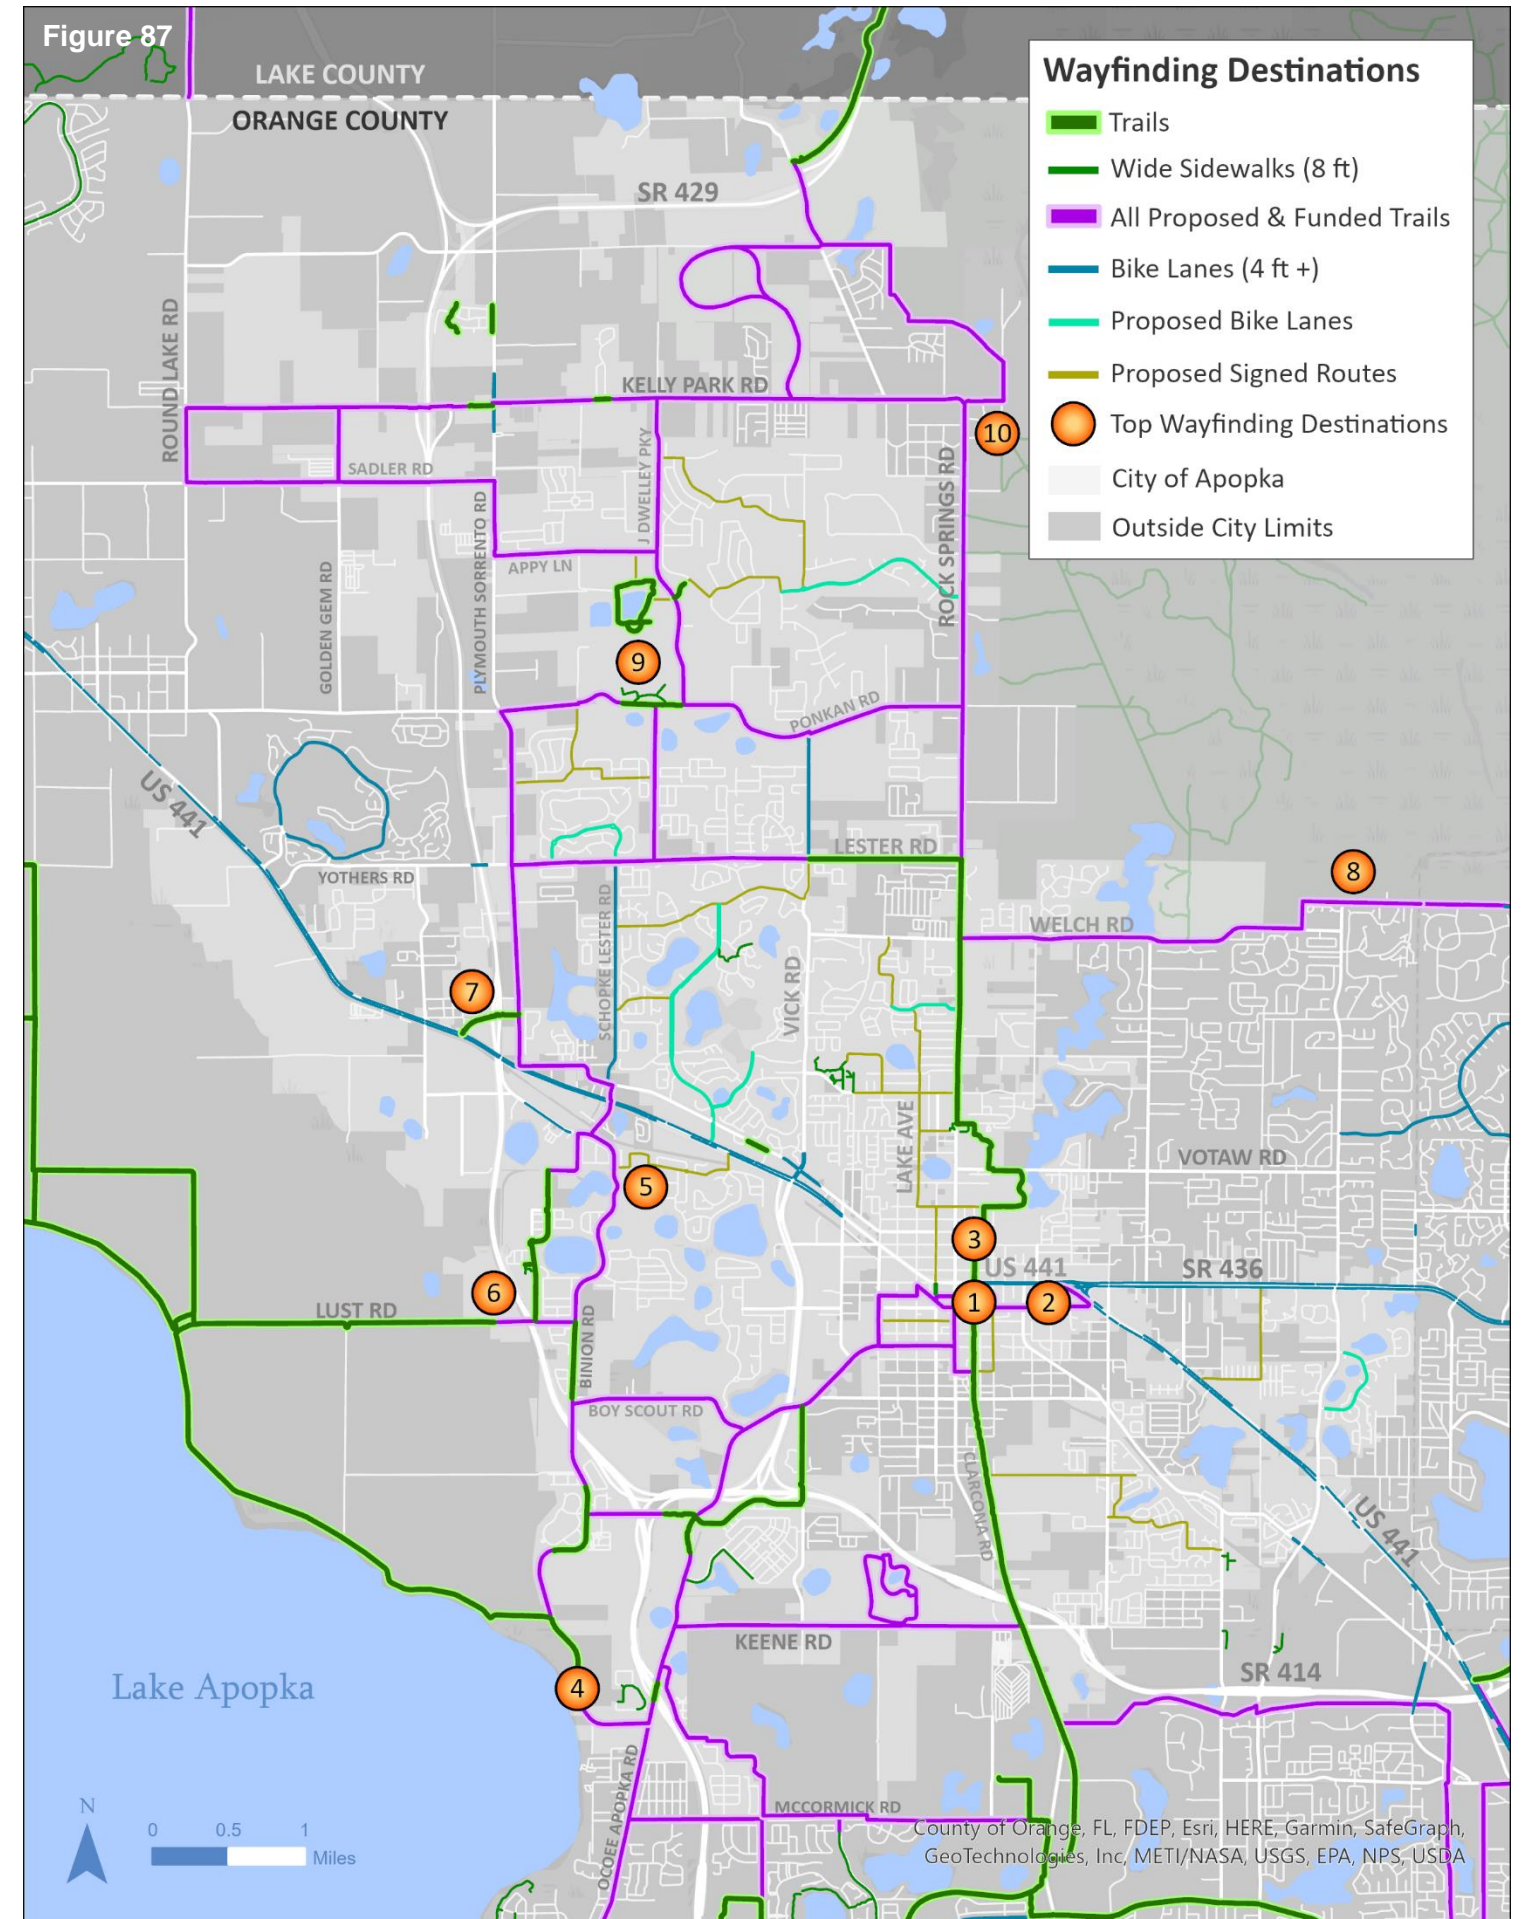 Figure 87
LAKE COUNTY
ORANGE COUNTY
Wayfinding Destinations
Trails
Wide Sidewalks (8 ft)
All Proposed & Funded Trails
Bike Lanes (4 ft +)
Proposed Bike Lanes
Proposed Signed Routes
Top Wayfinding Destinations
City of Apopka
Outside City Limits
SR 429
ROUND LAKE RD
KELLY PARK RD
10
SADLER RD
J DWELLEY PKY
ROCK SPRINGS RD
PLYMOUTH SORRENTO RD
APPY LN
GOLDEN GEM RD
9
PONKAN RD
US 441
LESTER RD
YOTHERS RD
8
SCHOPKE LESTER RD
WELCH RD
VICK RD
7
LAKE AVE
VOTAW RD
5
3
US 441
SR 436
6
1
2
LUST RD
BINION RD
BOY SCOUT RD
CLARCONA RD
US 441
KEENE RD
SR 414
4
Lake Apopka
OCOEE APOPKA RD
MCCORMICK RD
N
0 0.5 1
Miles
County of Orange, FL, FDEP, Esri, HERE, Garmin, SafeGraph,
GeoTechnologies, Inc, METI/NASA, USGS, EPA, NPS, USDA